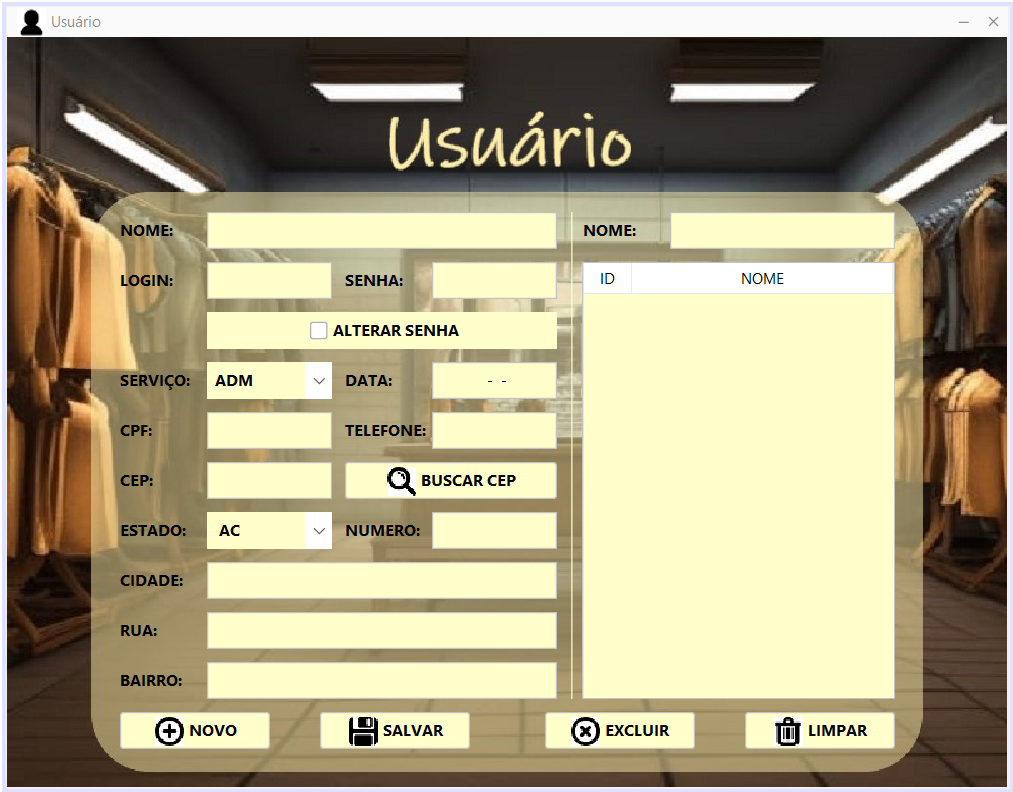 Usuário
Usuário
NOME:
LOGIN: SENHA:
ALTERAR SENHA
SERVIÇO: ADM DATA: - -
CPF: TELEFONE:
CEP: BUSCAR CEP
ESTADO: AC NUMERO:
CIDADE:
RUA:
BAIRRO:
NOME:
ID NOME
NOVO SALVAR EXCLUIR LIMPAR